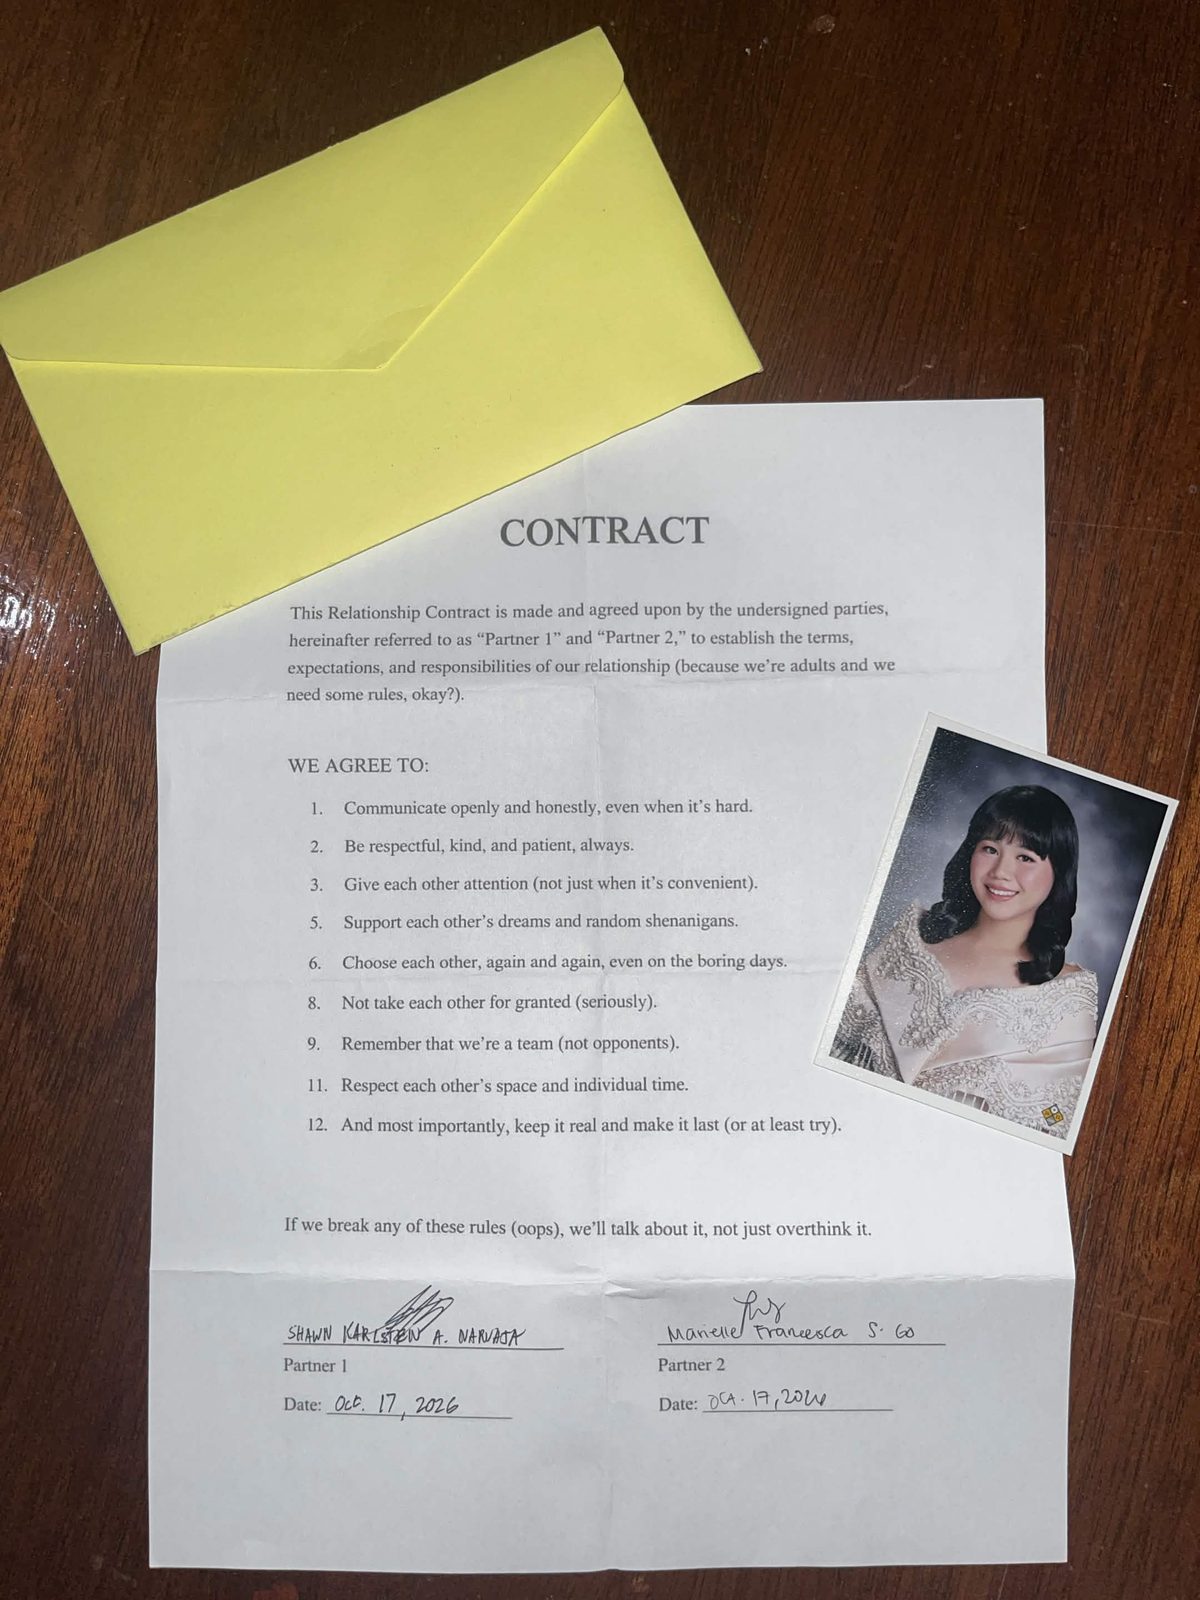 CONTRACT
This Relationship Contract is made and agreed upon by the undersigned parties,
hereinafter referred to as “Partner 1” and “Partner 2,” to establish the terms,
expectations, and responsibilities of our relationship (because we’re adults and we
need some rules, okay?).
WE AGREE TO:
1. Communicate openly and honestly, even when it’s hard.
2. Be respectful, kind, and patient, always.
3. Give each other attention (not just when it’s convenient).
5. Support each other’s dreams and random shenanigans.
6. Choose each other, again and again, even on the boring days.
8. Not take each other for granted (seriously).
9. Remember that we’re a team (not opponents).
11. Respect each other’s space and individual time.
12. And most importantly, keep it real and make it last (or at least try).
If we break any of these rules (oops), we’ll talk about it, not just overthink it.
SHAWN KARLSTEN A. NARVAJA Marielle Francesca S. GO
Partner 1 Partner 2
Date: OCT. 17, 2026 Date: OCT. 17,